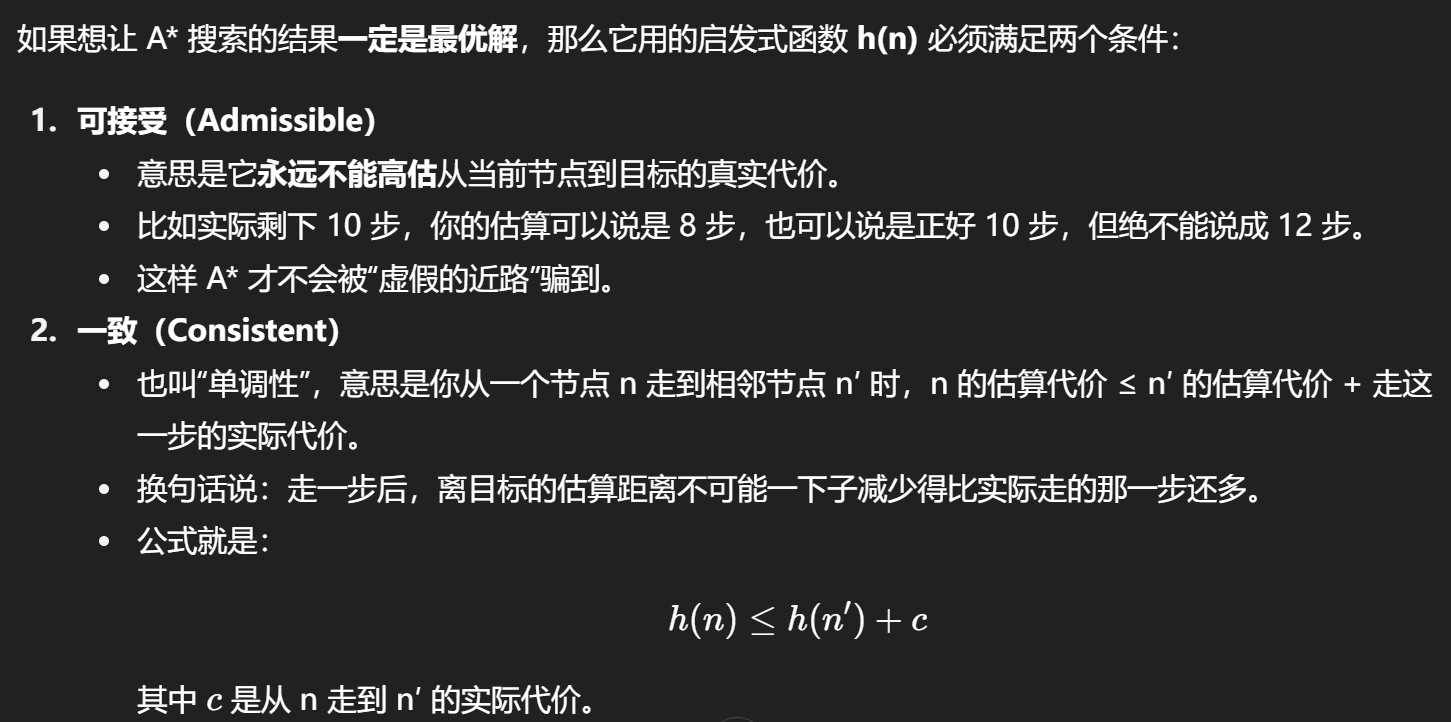 如果想让 A* 搜索的结果一定是最优解，那么它用的启发式函数 h(n) 必须满足两个条件：
1. 可接受（Admissible）
• 意思是它永远不能高估从当前节点到目标的真实代价。
• 比如实际剩下 10 步，你的估算可以说是 8 步，也可以说是正好 10 步，但绝不能说成 12 步。
• 这样 A* 才不会被“虚假的近路”骗到。
2. 一致（Consistent）
• 也叫“单调性”，意思是你从一个节点 n 走到相邻节点 n′ 时，n 的估算代价 ≤ n′ 的估算代价 + 走这
一步的实际代价。
• 换句话说：走一步后，离目标的估算距离不可能一下子减少得比实际走的那一步还多。
• 公式就是：
h(n) ≤ h(n′) + c
其中 c 是从 n 走到 n′ 的实际代价。